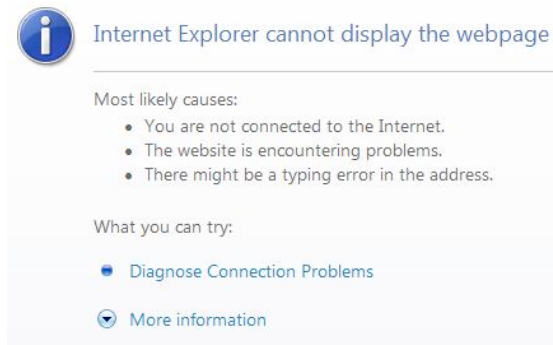 Internet Explorer cannot display the webpage
Most likely causes:
• You are not connected to the Internet.
• The website is encountering problems.
• There might be a typing error in the address.
What you can try:
Diagnose Connection Problems
More information